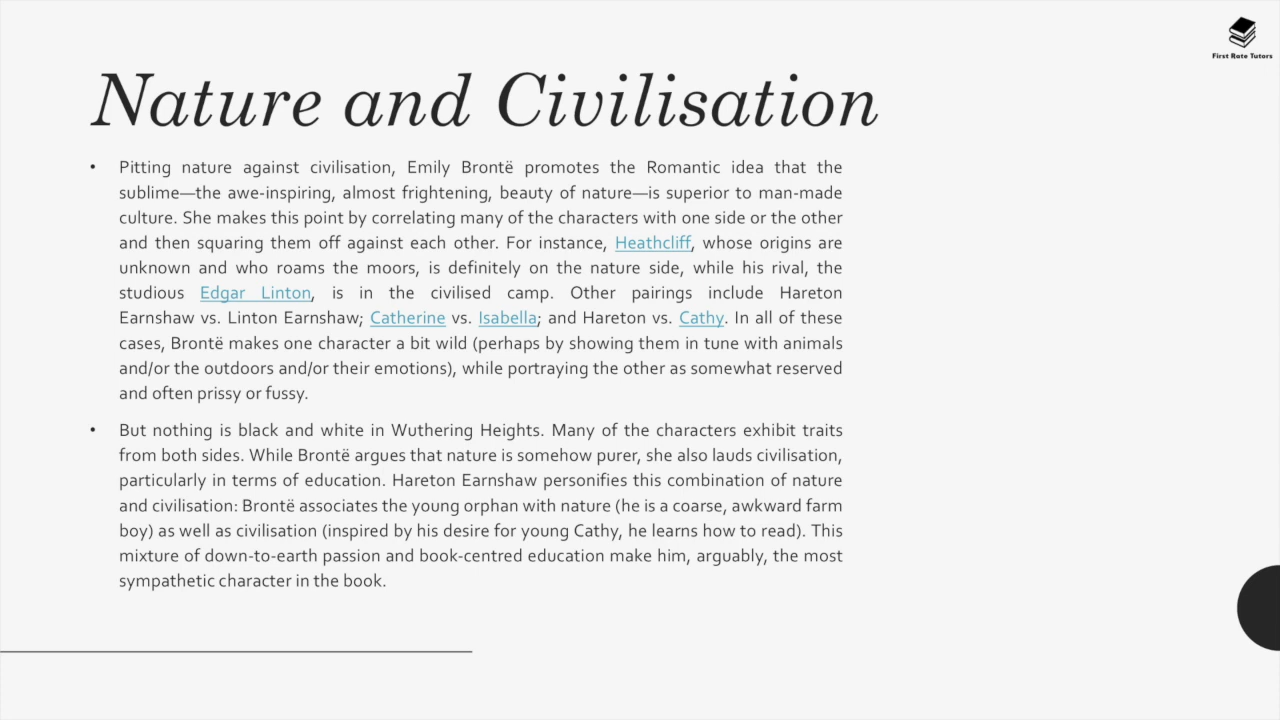 First Rate Tutors
Nature and Civilisation
• Pitting nature against civilisation, Emily Brontë promotes the Romantic idea that the
sublime—the awe-inspiring, almost frightening, beauty of nature—is superior to man-made
culture. She makes this point by correlating many of the characters with one side or the other
and then squaring them off against each other. For instance, Heathcliff, whose origins are
unknown and who roams the moors, is definitely on the nature side, while his rival, the
studious Edgar Linton, is in the civilised camp. Other pairings include Hareton
Earnshaw vs. Linton Earnshaw; Catherine vs. Isabella; and Hareton vs. Cathy. In all of these
cases, Brontë makes one character a bit wild (perhaps by showing them in tune with animals
and/or the outdoors and/or their emotions), while portraying the other as somewhat reserved
and often prissy or fussy.
• But nothing is black and white in Wuthering Heights. Many of the characters exhibit traits
from both sides. While Brontë argues that nature is somehow purer, she also lauds civilisation,
particularly in terms of education. Hareton Earnshaw personifies this combination of nature
and civilisation: Brontë associates the young orphan with nature (he is a coarse, awkward farm
boy) as well as civilisation (inspired by his desire for young Cathy, he learns how to read). This
mixture of down-to-earth passion and book-centred education make him, arguably, the most
sympathetic character in the book.